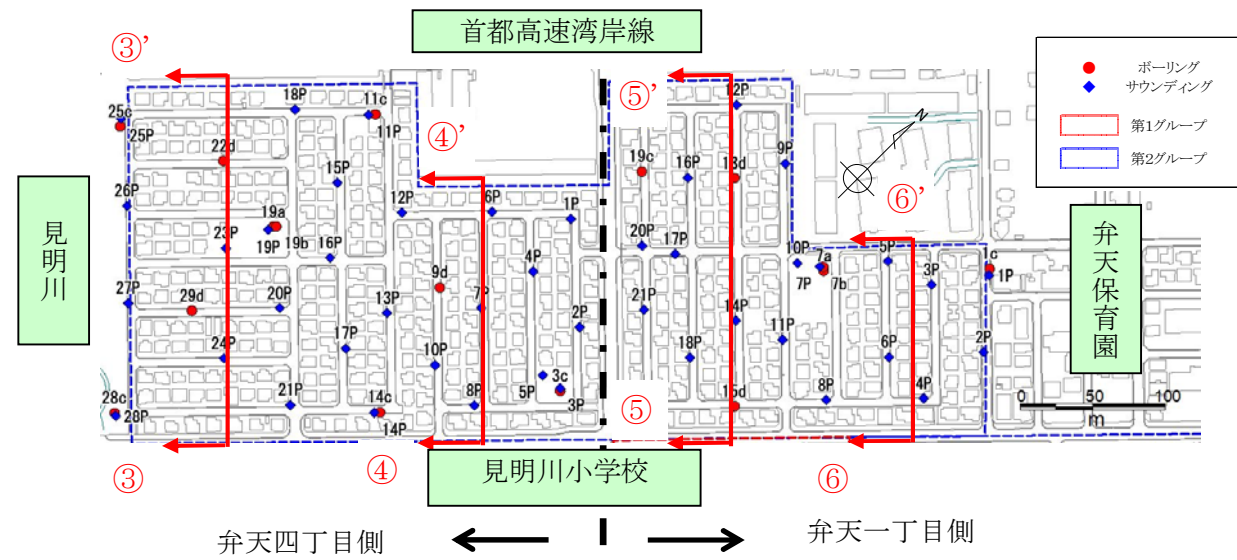 首都高速湾岸線
③’
⑤’
ボーリング
サウンディング
第1グループ
第2グループ
18P
11c
11P
25c
25P
22d
④’
12P
19c
16P
13d
9P
N
⑥’
見明川
26P
15P
12P
6P
1P
19a
19P
19b
23P
16P
20P
17P
10P
7a
7P
7b
5P
3P
1c
1P
弁天保育園
4P
9d
27P
29d
20P
13P
7P
2P
21P
14P
11P
17P
24P
10P
18P
6P
2P
21P
14c
14P
8P
5P
3c
3P
15d
8P
4P
28c
28P
0 50 100
m
③
④
⑤
⑥
見明川小学校
弁天四丁目側
弁天一丁目側